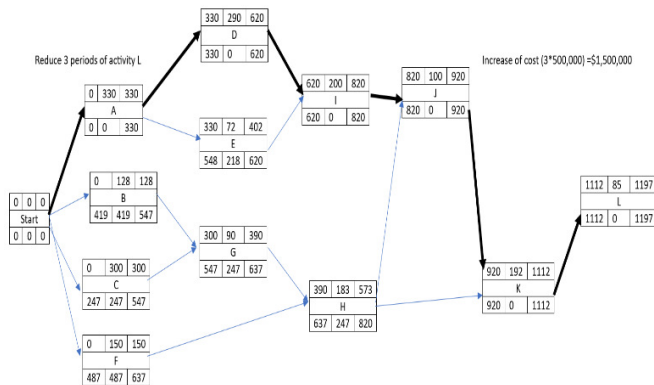 330 290 620
D
330 0 620
Reduce 3 periods of activity L
Increase of cost (3*500,000) =$1,500,000
0 330 330
A
0 0 330
620 200 820
I
620 0 820
820 100 920
J
820 0 920
330 72 402
E
548 218 620
0 128 128
B
419 419 547
1112 85 1197
L
1112 0 1197
0 0 0
Start
0 0 0
300 90 390
G
547 247 637
0 300 300
C
247 247 547
390 183 573
H
637 247 820
920 192 1112
K
920 0 1112
0 150 150
F
487 487 637